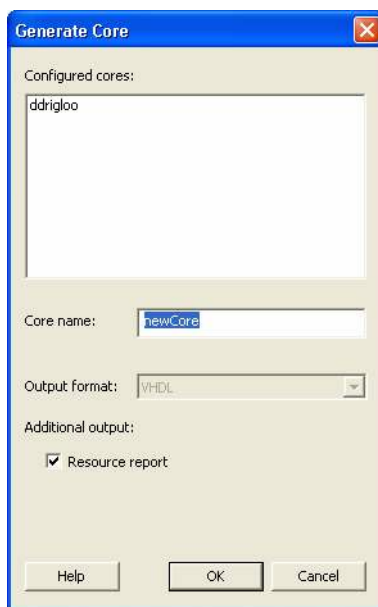 Generate Core
Configured cores:
ddrigloo
Core name: newCore
Output format: VHDL
Additional output:
Resource report
Help OK Cancel